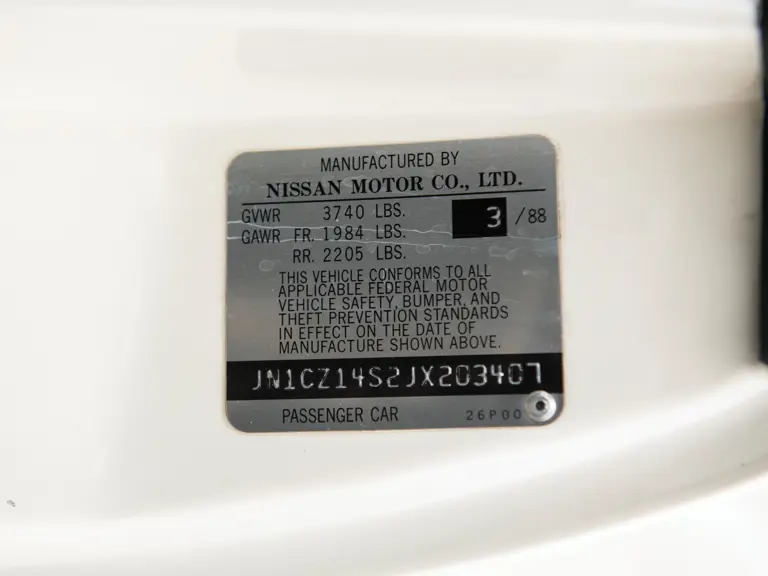 MANUFACTURED BY
NISSAN MOTOR CO., LTD.
GVWR 3740 LBS. 3 /88
GAWR FR. 1984 LBS.
RR. 2205 LBS.
THIS VEHICLE CONFORMS TO ALL
APPLICABLE FEDERAL MOTOR
VEHICLE SAFETY, BUMPER, AND
THEFT PREVENTION STANDARDS
IN EFFECT ON THE DATE OF
MANUFACTURE SHOWN ABOVE.
JN1CZ14S2JX203407
PASSENGER CAR 26P00